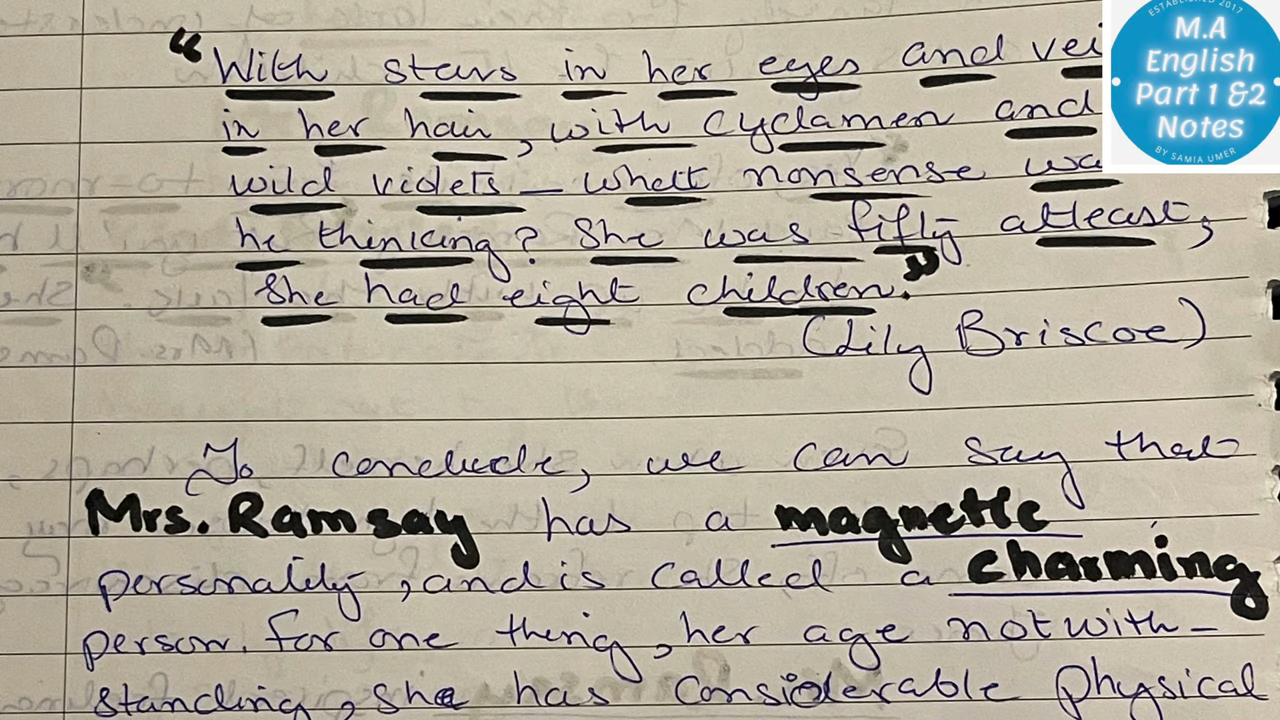 "With stars in her eyes and vei
in her hair, with cyclamen and
wild violets – what nonsense wa
he thinking? She was fifty atleast,
She had eight children."
(Lily Briscoe)
To conclude, we can say that
Mrs. Ramsay has a magnetic
personality, and is called a charming
person. For one thing, her age notwith-
standing, she has considerable physical
ESTABLISHED 2017
M.A
English
Part 1 &2
Notes
BY SAMIA UMER